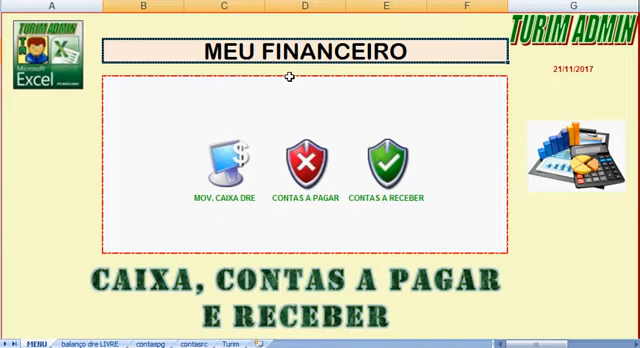 A B C D E F G
TURIM ADMIN
Microsoft
Excel
MEU FINANCEIRO
TURIM ADMIN
21/11/2017
MOV. CAIXA DRE
CONTAS A PAGAR
CONTAS A RECEBER
CAIXA, CONTAS A PAGAR
E RECEBER
MENU balanço dre LIVRE contaspg contasrc Turim